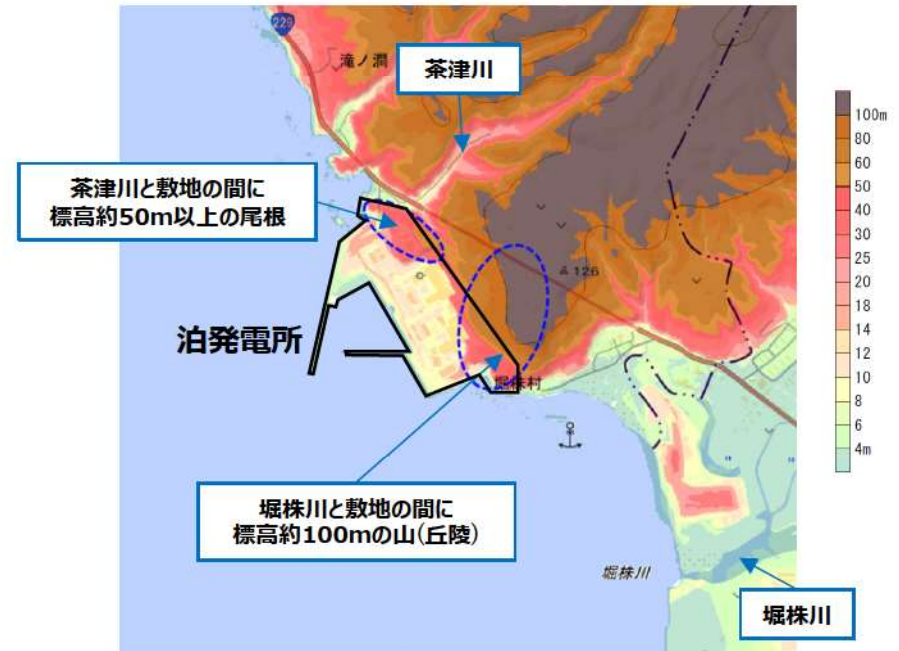 229
滝ノ澗
茶津川
茶津川と敷地の間に
標高約50m以上の尾根
126
泊発電所
堀株村
堀株川と敷地の間に
標高約100mの山(丘陵)
堀株川
堀株川
100m
80
60
50
40
30
25
20
18
14
12
10
8
6
4m